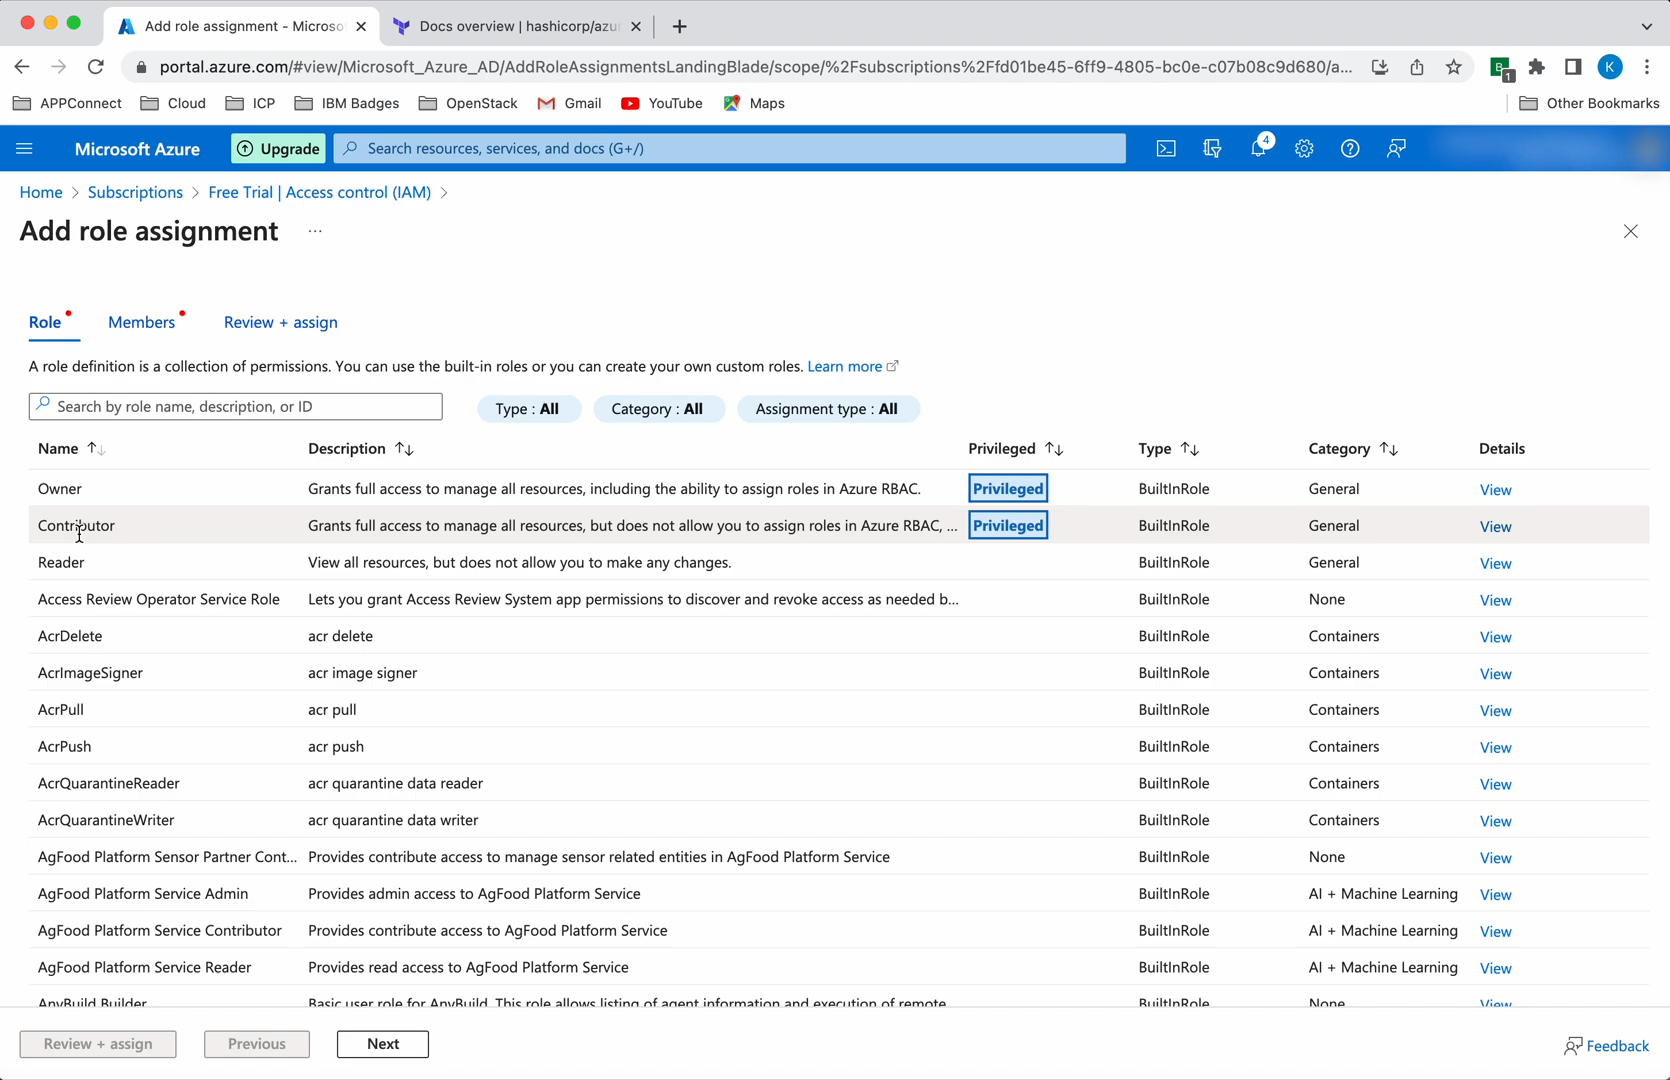 Add role assignment - Microsof
Docs overview | hashicorp/azur
portal.azure.com/#view/Microsoft_Azure_AD/AddRoleAssignmentsLandingBlade/scope/%2Fsubscriptions%2Ffd01be45-6ff9-4805-bc0e-c07b08c9d680/a...
B 1
K
APPConnect
Cloud
ICP
IBM Badges
OpenStack
Gmail
YouTube
Maps
Other Bookmarks
Microsoft Azure
Upgrade
Search resources, services, and docs (G+/)
4
Home > Subscriptions > Free Trial | Access control (IAM) >
Add role assignment ...
Role
Members
Review + assign
A role definition is a collection of permissions. You can use the built-in roles or you can create your own custom roles. Learn more
Search by role name, description, or ID
Type : All
Category : All
Assignment type : All
Name Description Privileged Type Category Details
Owner Grants full access to manage all resources, including the ability to assign roles in Azure RBAC. Privileged BuiltInRole General View
Contributor Grants full access to manage all resources, but does not allow you to assign roles in Azure RBAC, ... Privileged BuiltInRole General View
Reader View all resources, but does not allow you to make any changes. BuiltInRole General View
Access Review Operator Service Role Lets you grant Access Review System app permissions to discover and revoke access as needed b... BuiltInRole None View
AcrDelete acr delete BuiltInRole Containers View
AcrImageSigner acr image signer BuiltInRole Containers View
AcrPull acr pull BuiltInRole Containers View
AcrPush acr push BuiltInRole Containers View
AcrQuarantineReader acr quarantine data reader BuiltInRole Containers View
AcrQuarantineWriter acr quarantine data writer BuiltInRole Containers View
AgFood Platform Sensor Partner Cont... Provides contribute access to manage sensor related entities in AgFood Platform Service BuiltInRole None View
AgFood Platform Service Admin Provides admin access to AgFood Platform Service BuiltInRole AI + Machine Learning View
AgFood Platform Service Contributor Provides contribute access to AgFood Platform Service BuiltInRole AI + Machine Learning View
AgFood Platform Service Reader Provides read access to AgFood Platform Service BuiltInRole AI + Machine Learning View
AnyBuild Builder Basic user role for AnyBuild. This role allows listing of agent information and execution of remote BuiltInRole None View
Review + assign
Previous
Next
Feedback